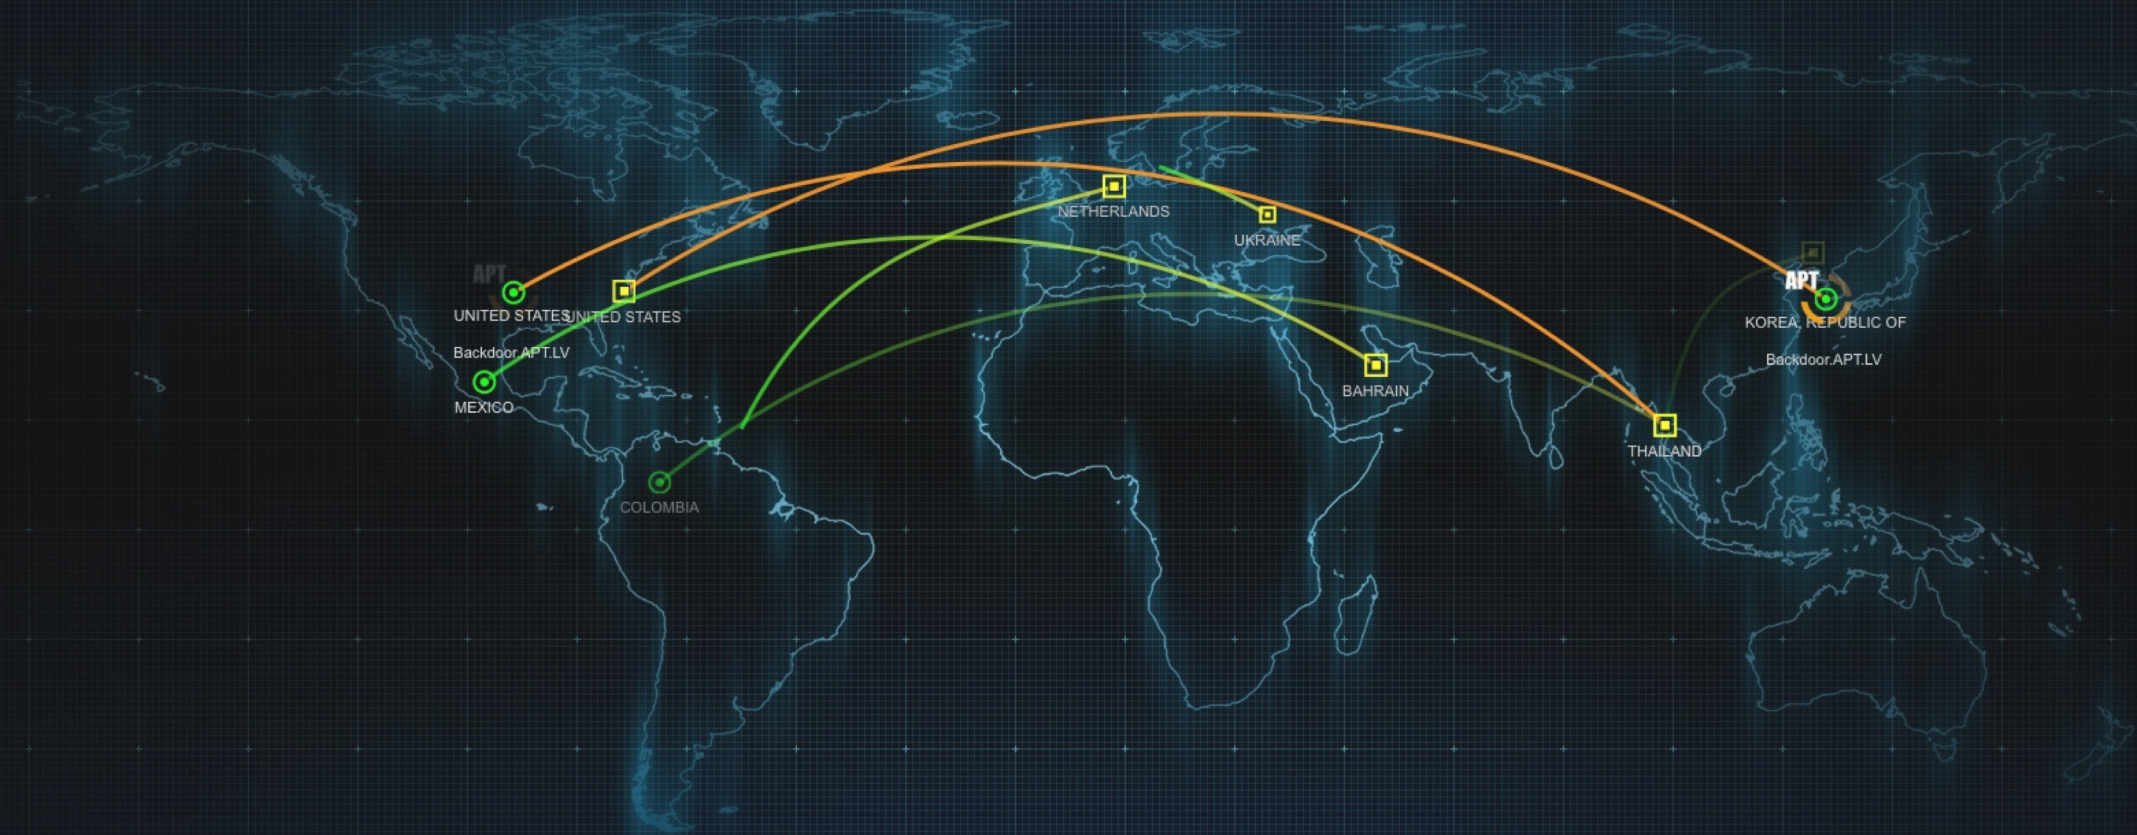 NETHERLANDS
UKRAINE
APT
APT
UNITED STATES
UNITED STATES
KOREA, REPUBLIC OF
Backdoor.APT.LV
Backdoor.APT.LV
BAHRAIN
MEXICO
THAILAND
COLOMBIA